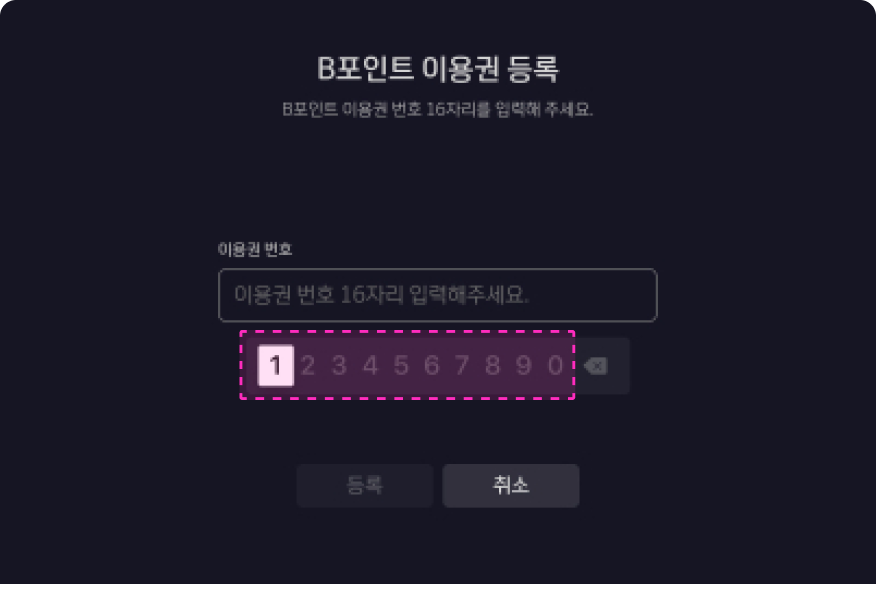 B포인트 이용권 등록
B포인트 이용권 번호 16자리를 입력해 주세요.
이용권 번호
이용권 번호 16자리 입력해주세요.
1 2 3 4 5 6 7 8 9 0
등록 취소